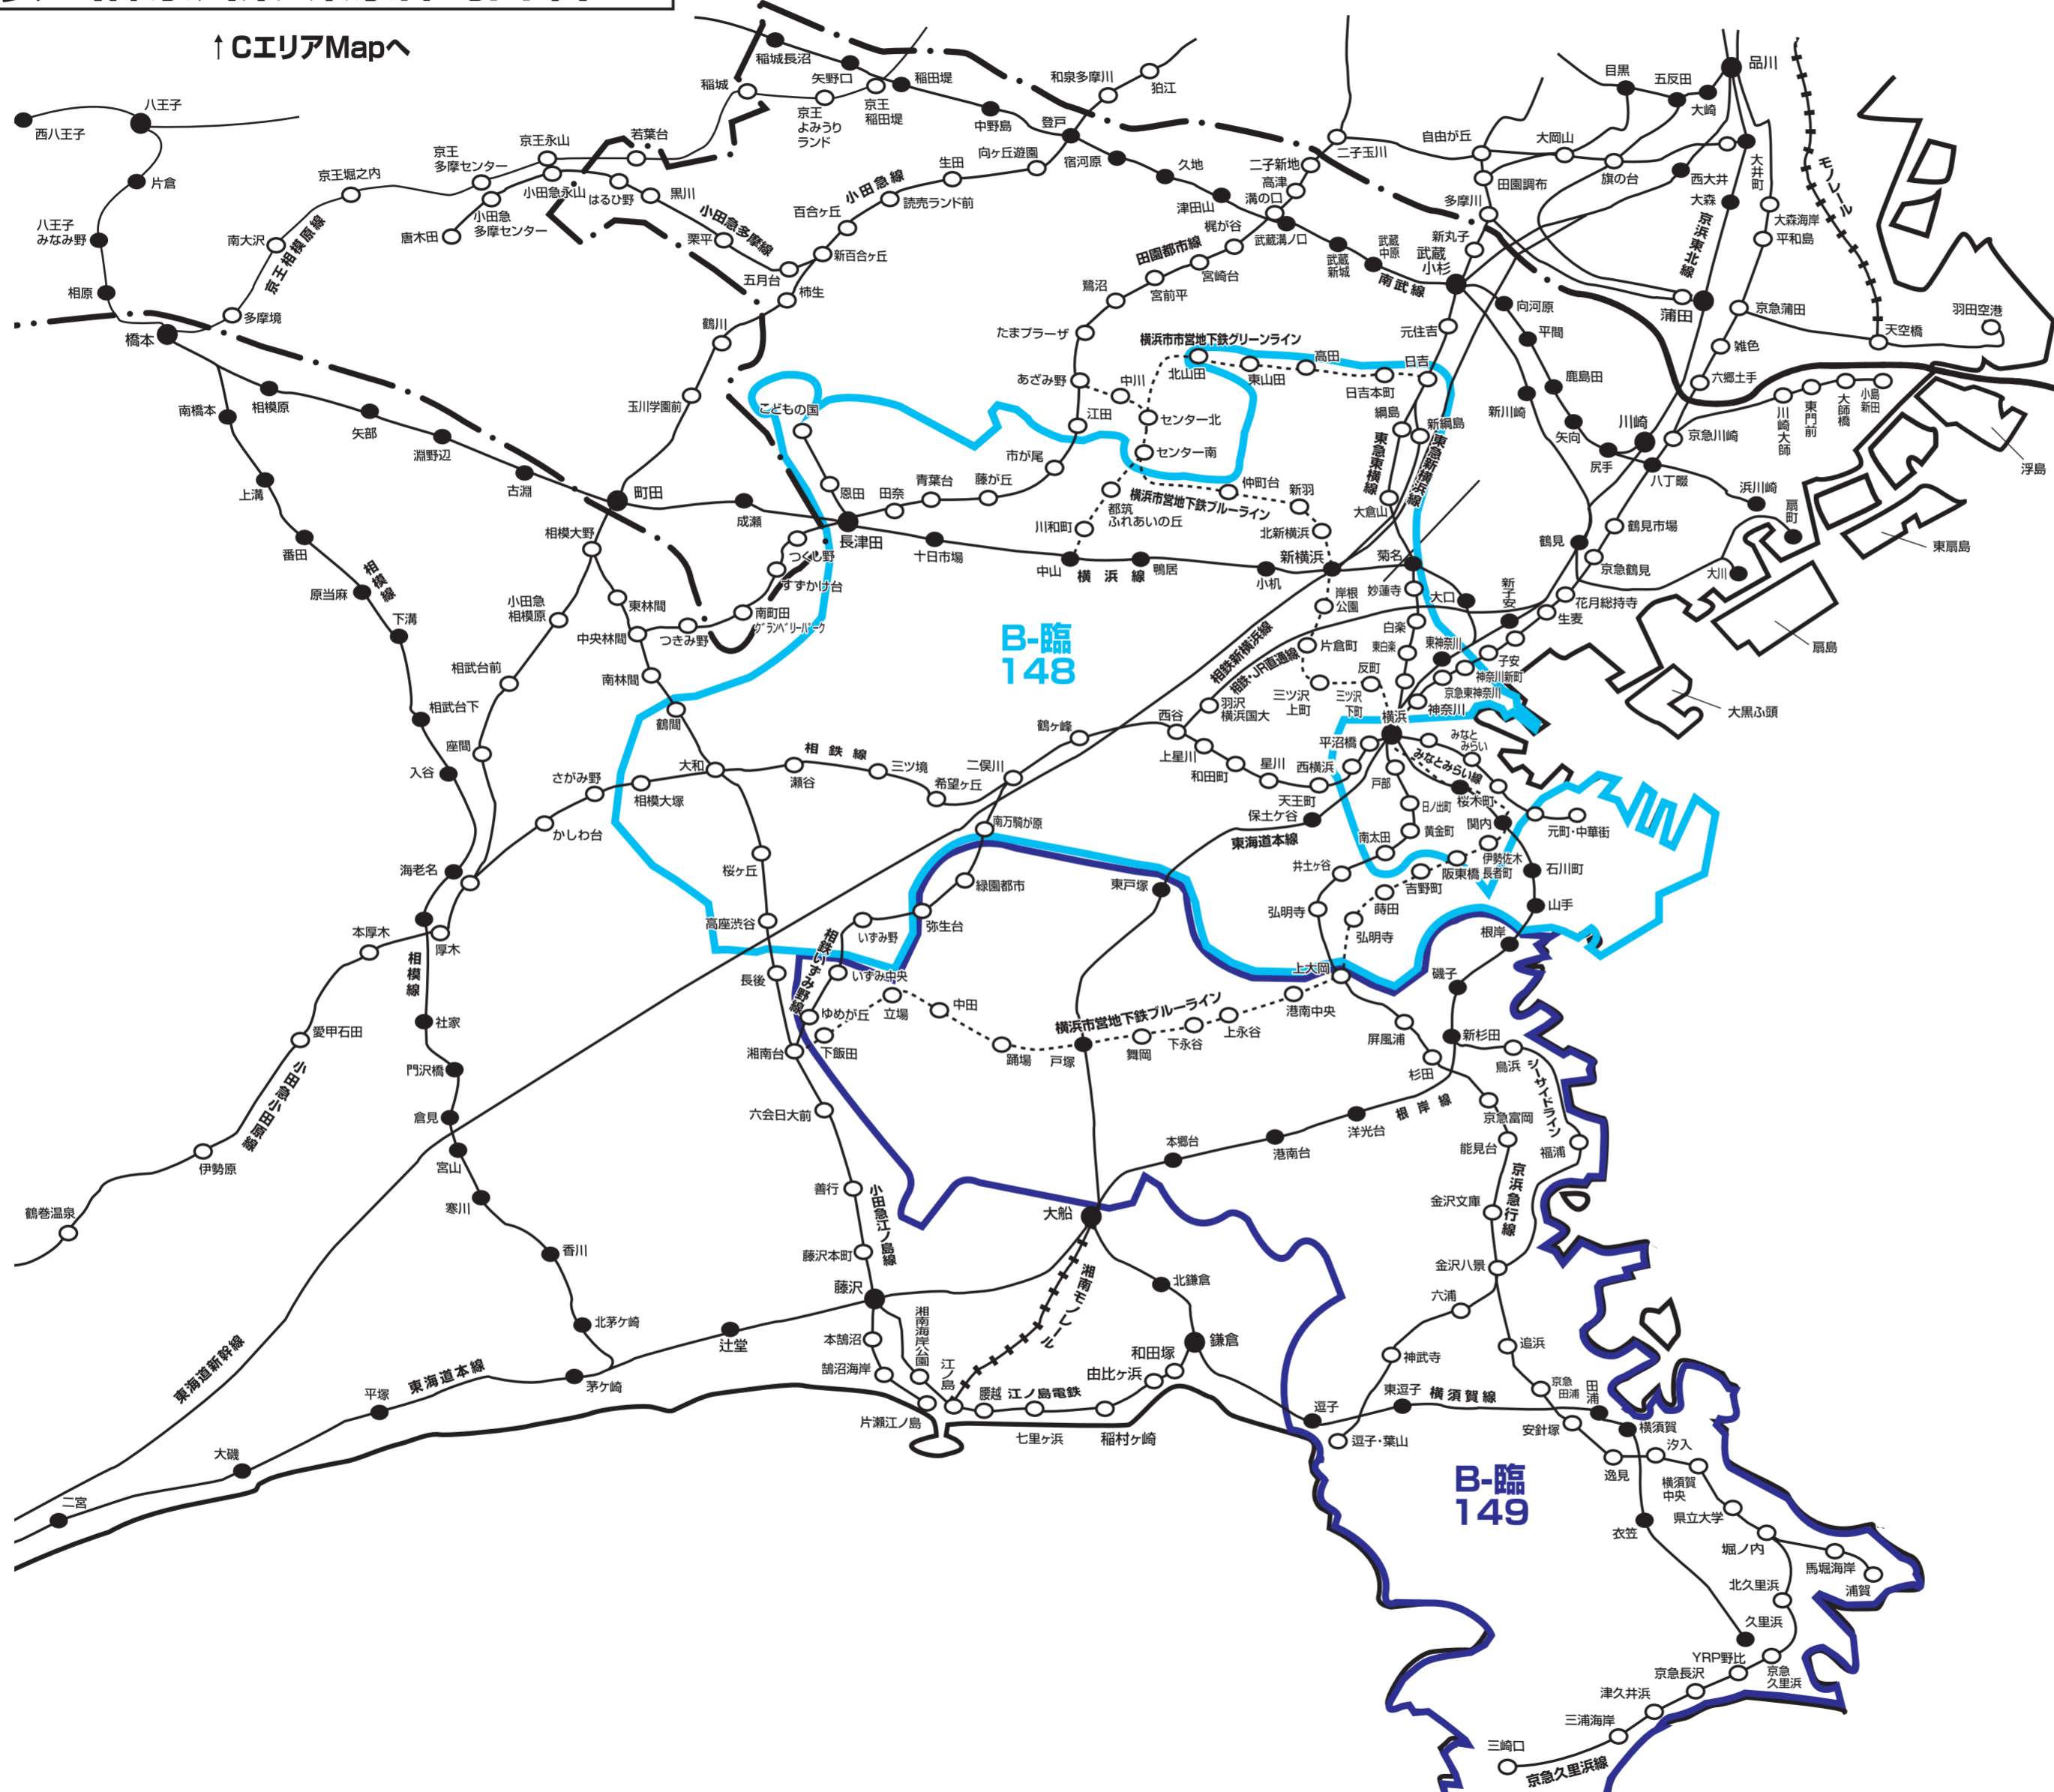 ↑CエリアMapへ
稲城長沼
矢野口
稲田堤
稲城
京王
よみうり
ランド
京王
稲田堤
中野島
登戸
和泉多摩川
狛江
目黒
五反田
大崎
品川
八王子
西八王子
片倉
八王子
みなみ野
相原
橋本
京王堀之内
京王
多摩センター
京王永山
若葉台
小田急永山
はるひ野
黒川
小田急
多摩センター
唐木田
南大沢
京王相模原線
多摩境
小田急多摩線
栗平
五月台
柿生
百合ヶ丘
新百合ヶ丘
小田急線
読売ランド前
生田
向ヶ丘遊園
宿河原
久地
津田山
二子新地
高津
溝の口
梶が谷
武蔵溝ノ口
二子玉川
自由が丘
大岡山
田園調布
旗の台
多摩川
新丸子
武蔵
小杉
武蔵
中原
武蔵
新城
南武線
西大井
大森
大井町
大森海岸
平和島
京浜東北線
モノレール
蒲田
京急蒲田
天空橋
羽田空港
雑色
六郷土手
向河原
平間
鹿島田
新川崎
矢向
尻手
川崎
京急川崎
川崎大師
東門前
大師橋
小島
新田
浮島
八丁畷
浜川崎
扇町
東扇島
大川
扇島
大黒ふ頭
鶴見市場
鶴見
京急鶴見
花月総持寺
生麦
新子安
子安
神奈川新町
京急東神奈川
東神奈川
神奈川
大口
田園都市線
宮崎台
宮前平
鷺沼
たまプラーザ
あざみ野
江田
市が尾
藤が丘
青葉台
田奈
恩田
こどもの国
長津田
横浜市市営地下鉄グリーンライン
北山田
東山田
高田
日吉
日吉本町
元住吉
綱島
新綱島
東急東横線
東急新横浜線
大倉山
菊名
妙蓮寺
白楽
東白楽
反町
中川
センター北
センター南
都筑
ふれあいの丘
川和町
中山
横浜市営地下鉄ブルーライン
仲町台
新羽
北新横浜
新横浜
小机
鴨居
横浜線
十日市場
岸根
公園
片倉町
三ツ沢
上町
三ツ沢
下町
横浜
鶴川
玉川学園前
町田
成瀬
つくし野
すずかけ台
南町田
グランベリーパーク
つきみ野
中央林間
東林間
相模大野
小田急
相模原
相武台前
座間
南林間
鶴間
大和
南橋本
相模原
矢部
淵野辺
古淵
上溝
番田
原当麻
相模線
下溝
相武台下
入谷
海老名
厚木
本厚木
愛甲石田
伊勢原
鶴巻温泉
小田急小田原線
相模線
社家
門沢橋
倉見
宮山
寒川
香川
北茅ケ崎
茅ケ崎
さがみ野
相模大塚
かしわ台
瀬谷
相鉄線
三ツ境
希望ヶ丘
二俣川
鶴ヶ峰
西谷
羽沢
横浜国大
相鉄新横浜線
相鉄・JR直通線
上星川
和田町
星川
天王町
西横浜
平沼橋
戸部
みなと
みらい
みなとみらい線
桜木町
関内
日ノ出町
黄金町
南太田
井土ヶ谷
弘明寺
伊勢佐木
長者町
阪東橋
吉野町
蒔田
弘明寺
上大岡
元町・中華街
石川町
山手
根岸
磯子
新杉田
保土ケ谷
東海道本線
東戸塚
B-臨
148
南万騎が原
緑園都市
弥生台
いずみ野
いずみ中央
相鉄いずみ野線
ゆめが丘
下飯田
立場
中田
踊場
戸塚
横浜市営地下鉄ブルーライン
舞岡
下永谷
上永谷
港南中央
桜ヶ丘
高座渋谷
長後
湘南台
六会日大前
善行
藤沢本町
小田急江ノ島線
藤沢
本鵠沼
鵠沼海岸
片瀬江ノ島
湘南海岸公園
江ノ島
腰越
江ノ島電鉄
七里ヶ浜
稲村ヶ崎
由比ヶ浜
和田塚
鎌倉
北鎌倉
大船
湘南モノレール
本郷台
港南台
洋光台
根岸線
屏風浦
杉田
鳥浜
シーサイドライン
京急富岡
能見台
福浦
金沢文庫
京浜急行線
金沢八景
六浦
追浜
神武寺
京急
田浦
田浦
東逗子
横須賀線
逗子
逗子・葉山
安針塚
横須賀
汐入
逸見
横須賀
中央
県立大学
衣笠
堀ノ内
馬堀海岸
浦賀
北久里浜
久里浜
京急
久里浜
YRP野比
京急長沢
津久井浜
三浦海岸
三崎口
京急久里浜線
B-臨
149
東海道新幹線
東海道本線
辻堂
平塚
大磯
二宮